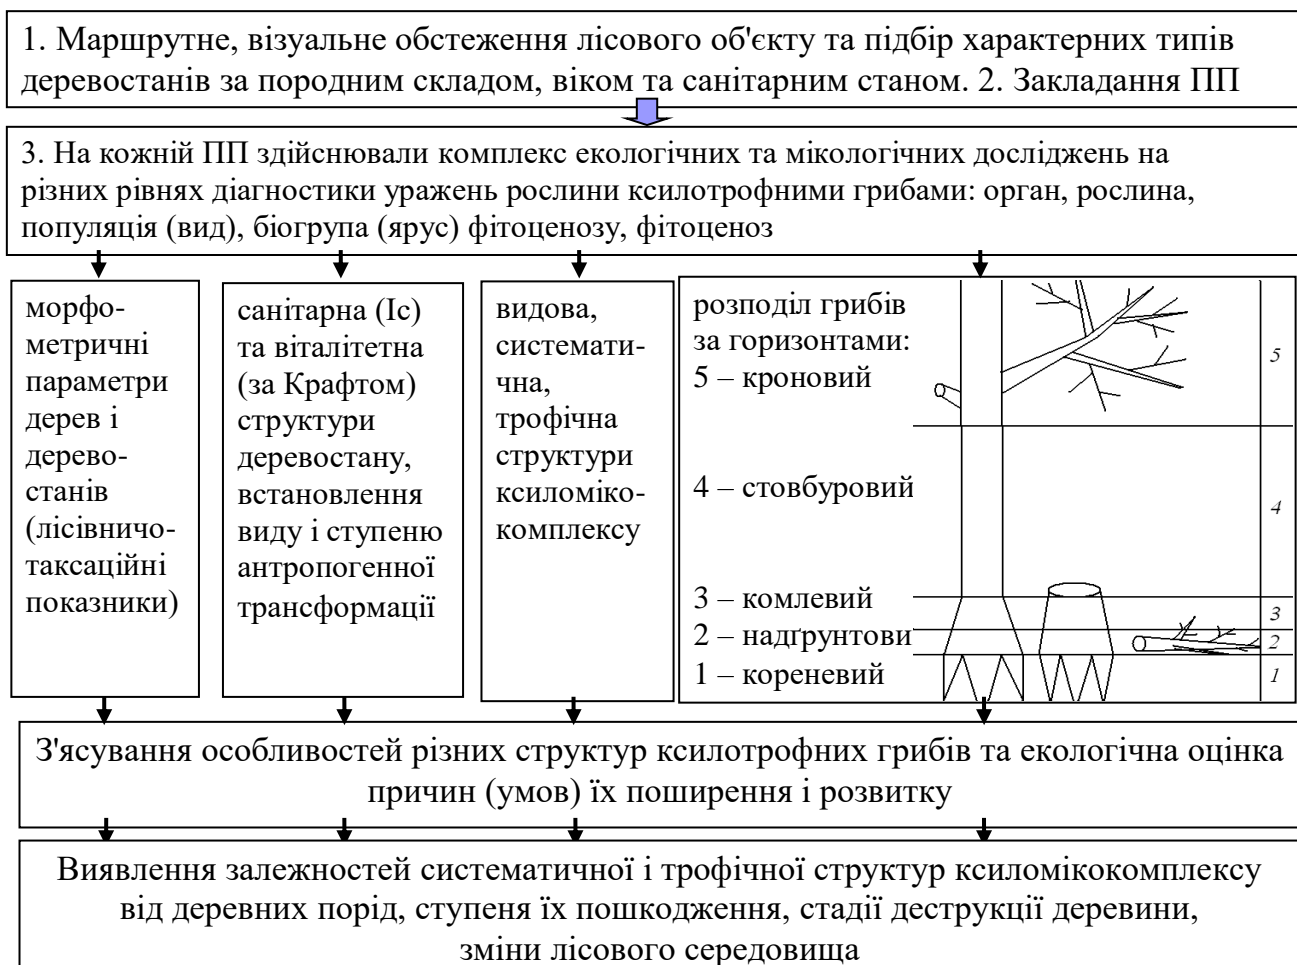 1. Маршрутне, візуальне обстеження лісового об'єкту та підбір характерних типів
деревостанів за породним складом, віком та санітарним станом. 2. Закладання ПП
3. На кожній ПП здійснювали комплекс екологічних та мікологічних досліджень на
різних рівнях діагностики уражень рослини ксилотрофними грибами: орган, рослина,
популяція (вид), біогрупа (ярус) фітоценозу, фітоценоз
морфо-
метричні
параметри
дерев і
дерево-
станів
(лісівничо-
таксаційні
показники)
санітарна (Іс)
та віталітетна
(за Крафтом)
структури
деревостану,
встановлення
виду і ступеню
антропогенної
трансформації
видова,
системати-
чна,
трофічна
структури
ксиломіко-
комплексу
розподіл грибів
за горизонтами:
5 – кроновий
4 – стовбуровий
3 – комлевий
2 – надґрунтови
1 – кореневий
5
4
3
2
1
З'ясування особливостей різних структур ксилотрофних грибів та екологічна оцінка
причин (умов) їх поширення і розвитку
Виявлення залежностей систематичної і трофічної структур ксиломікокомплексу
від деревних порід, ступеня їх пошкодження, стадії деструкції деревини,
зміни лісового середовища